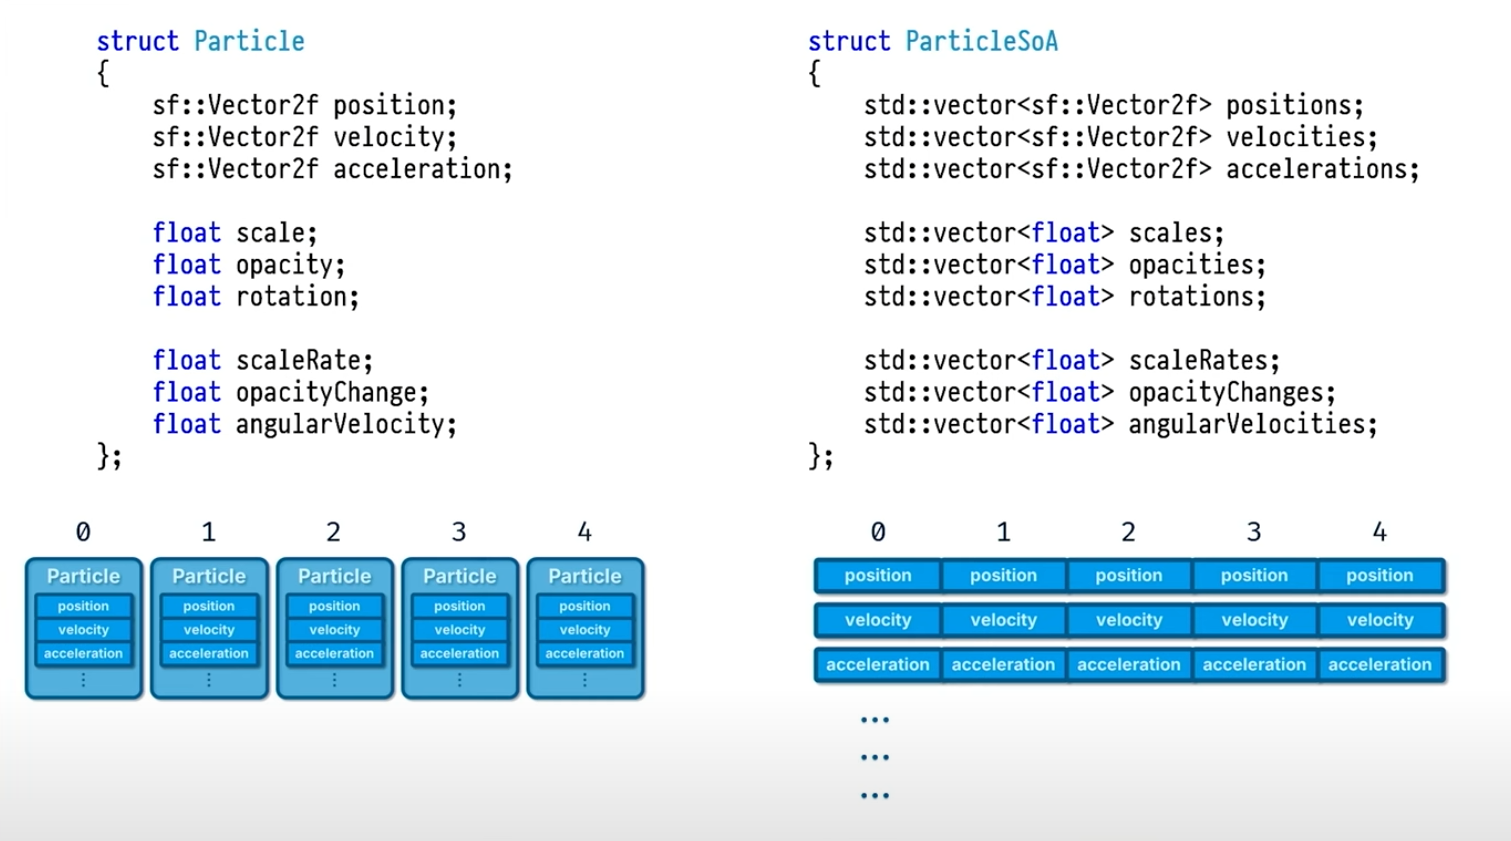 struct Particle
{
sf::Vector2f position;
sf::Vector2f velocity;
sf::Vector2f acceleration;
float scale;
float opacity;
float rotation;
float scaleRate;
float opacityChange;
float angularVelocity;
};
0 1 2 3 4
Particle Particle Particle Particle Particle
position position position position position
velocity velocity velocity velocity velocity
acceleration acceleration acceleration acceleration acceleration
⋮ ⋮ ⋮ ⋮ ⋮
struct ParticleSoA
{
std::vector<sf::Vector2f> positions;
std::vector<sf::Vector2f> velocities;
std::vector<sf::Vector2f> accelerations;
std::vector<float> scales;
std::vector<float> opacities;
std::vector<float> rotations;
std::vector<float> scaleRates;
std::vector<float> opacityChanges;
std::vector<float> angularVelocities;
};
0 1 2 3 4
position position position position position
velocity velocity velocity velocity velocity
acceleration acceleration acceleration acceleration acceleration
...
...
...